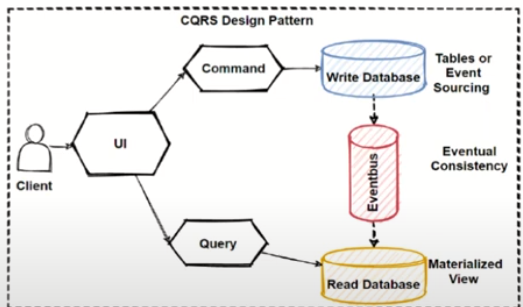 CQRS Design Pattern
Command
Write Database
Tables or
Event
Sourcing
UI
Client
Eventbus
Eventual
Consistency
Query
Read Database
Materialized
View